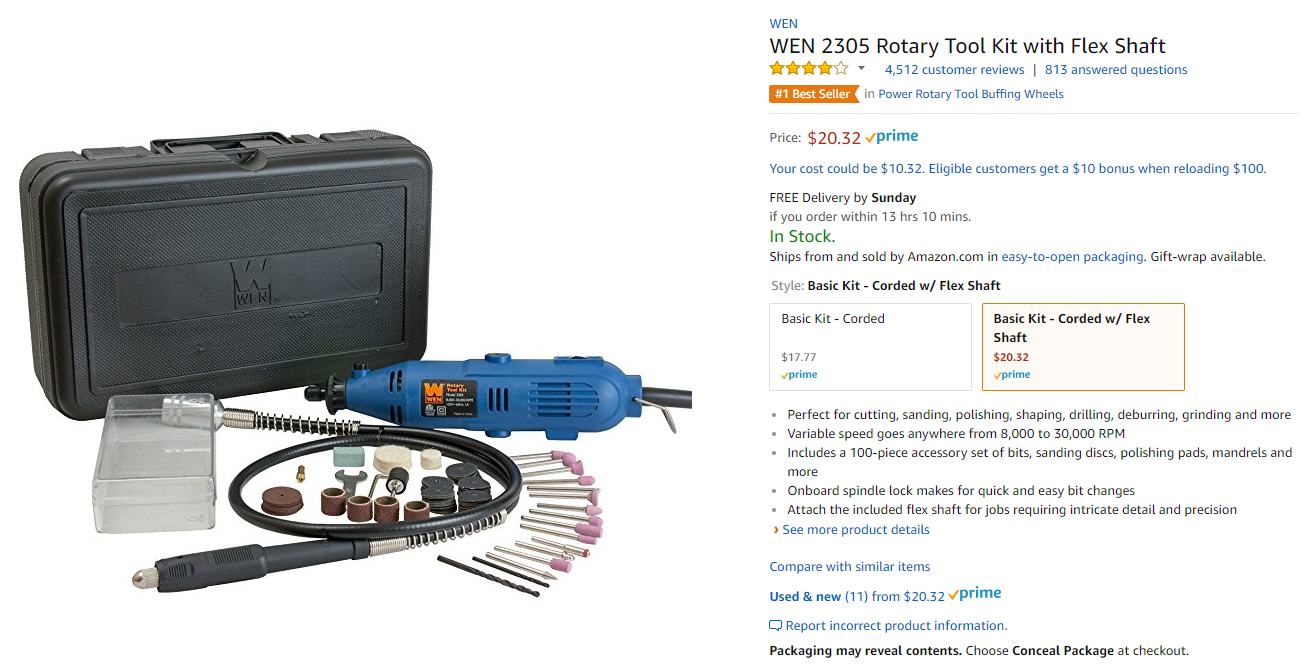 WEN
WEN 2305 Rotary Tool Kit with Flex Shaft
4,512 customer reviews | 813 answered questions
#1 Best Seller in Power Rotary Tool Buffing Wheels
Price: $20.32 prime
Your cost could be $10.32. Eligible customers get a $10 bonus when reloading $100.
FREE Delivery by Sunday
if you order within 13 hrs 10 mins.
In Stock.
Ships from and sold by Amazon.com in easy-to-open packaging. Gift-wrap available.
Style: Basic Kit - Corded w/ Flex Shaft
Basic Kit - Corded
$17.77
prime
Basic Kit - Corded w/ Flex
Shaft
$20.32
prime
• Perfect for cutting, sanding, polishing, shaping, drilling, deburring, grinding and more
• Variable speed goes anywhere from 8,000 to 30,000 RPM
• Includes a 100-piece accessory set of bits, sanding discs, polishing pads, mandrels and
more
• Onboard spindle lock makes for quick and easy bit changes
• Attach the included flex shaft for jobs requiring intricate detail and precision
› See more product details
Compare with similar items
Used & new (11) from $20.32 prime
Report incorrect product information.
Packaging may reveal contents. Choose Conceal Package at checkout.
WEN
WEN
Rotary
Tool Kit